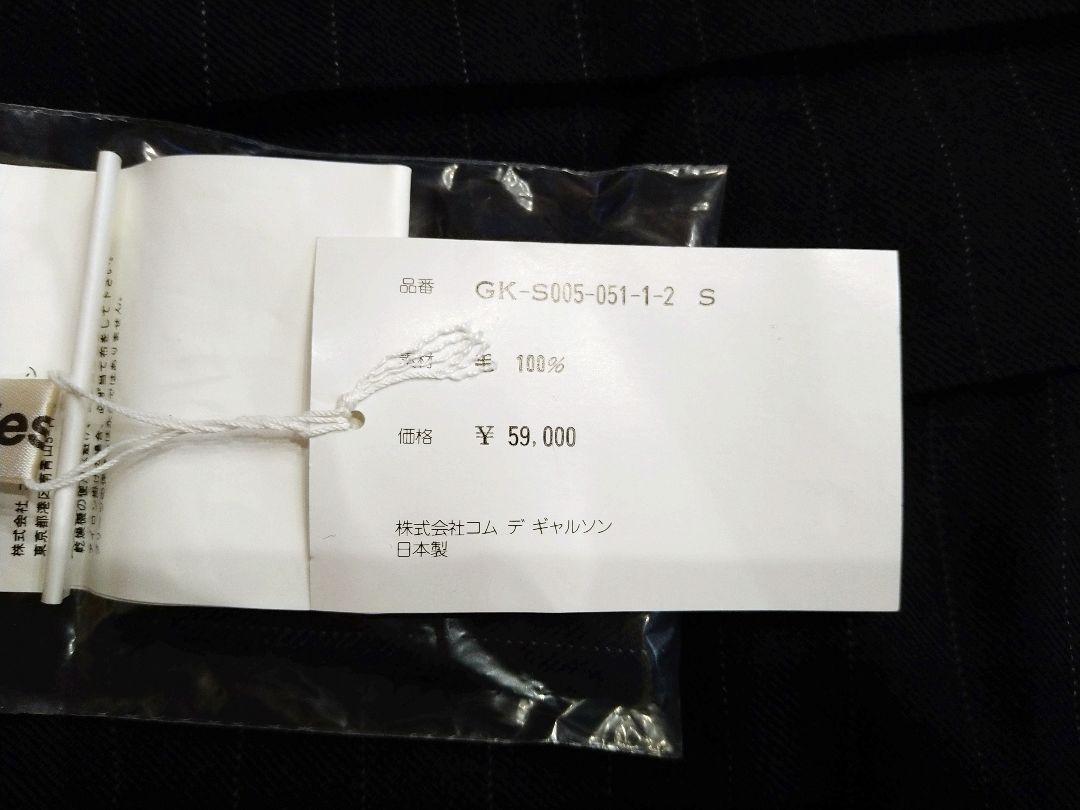 品番 GK-S005-051-1-2 S
素材 毛 100%
価格 ¥ 59,000
株式会社コム デ ギャルソン
日本製
es
株式会社
東京都港区南青山5